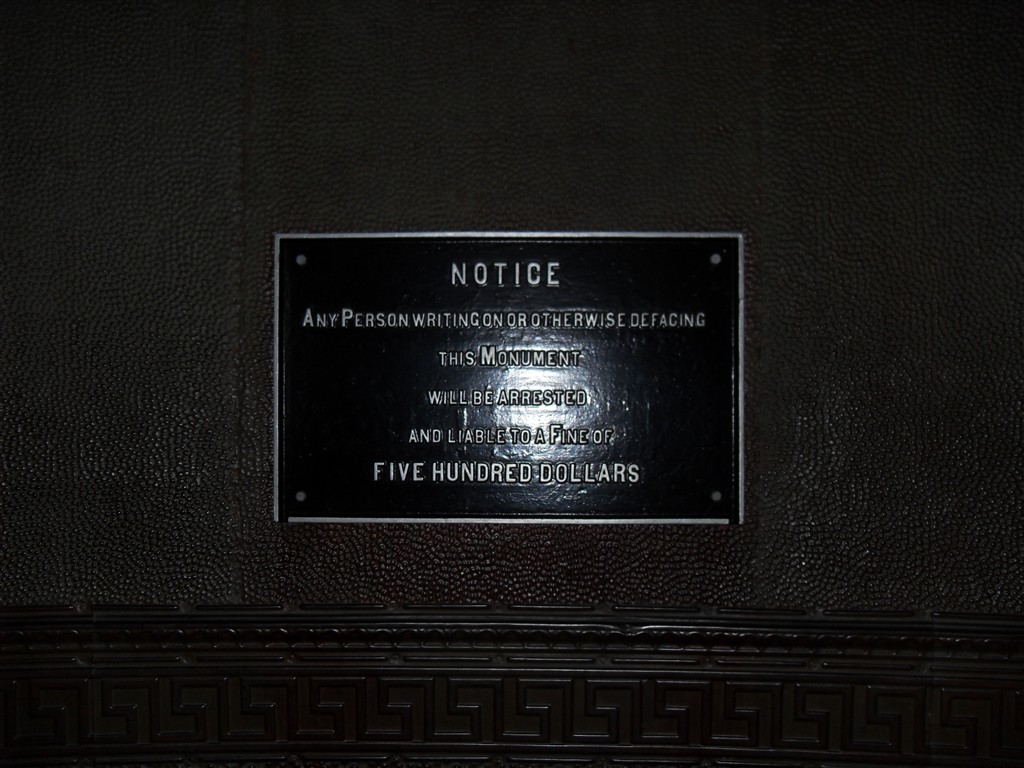 NOTICE
ANY PERSON WRITING ON OR OTHERWISE DEFACING
THIS MONUMENT
WILL BE ARRESTED
AND LIABLE TO A FINE OF
FIVE HUNDRED DOLLARS